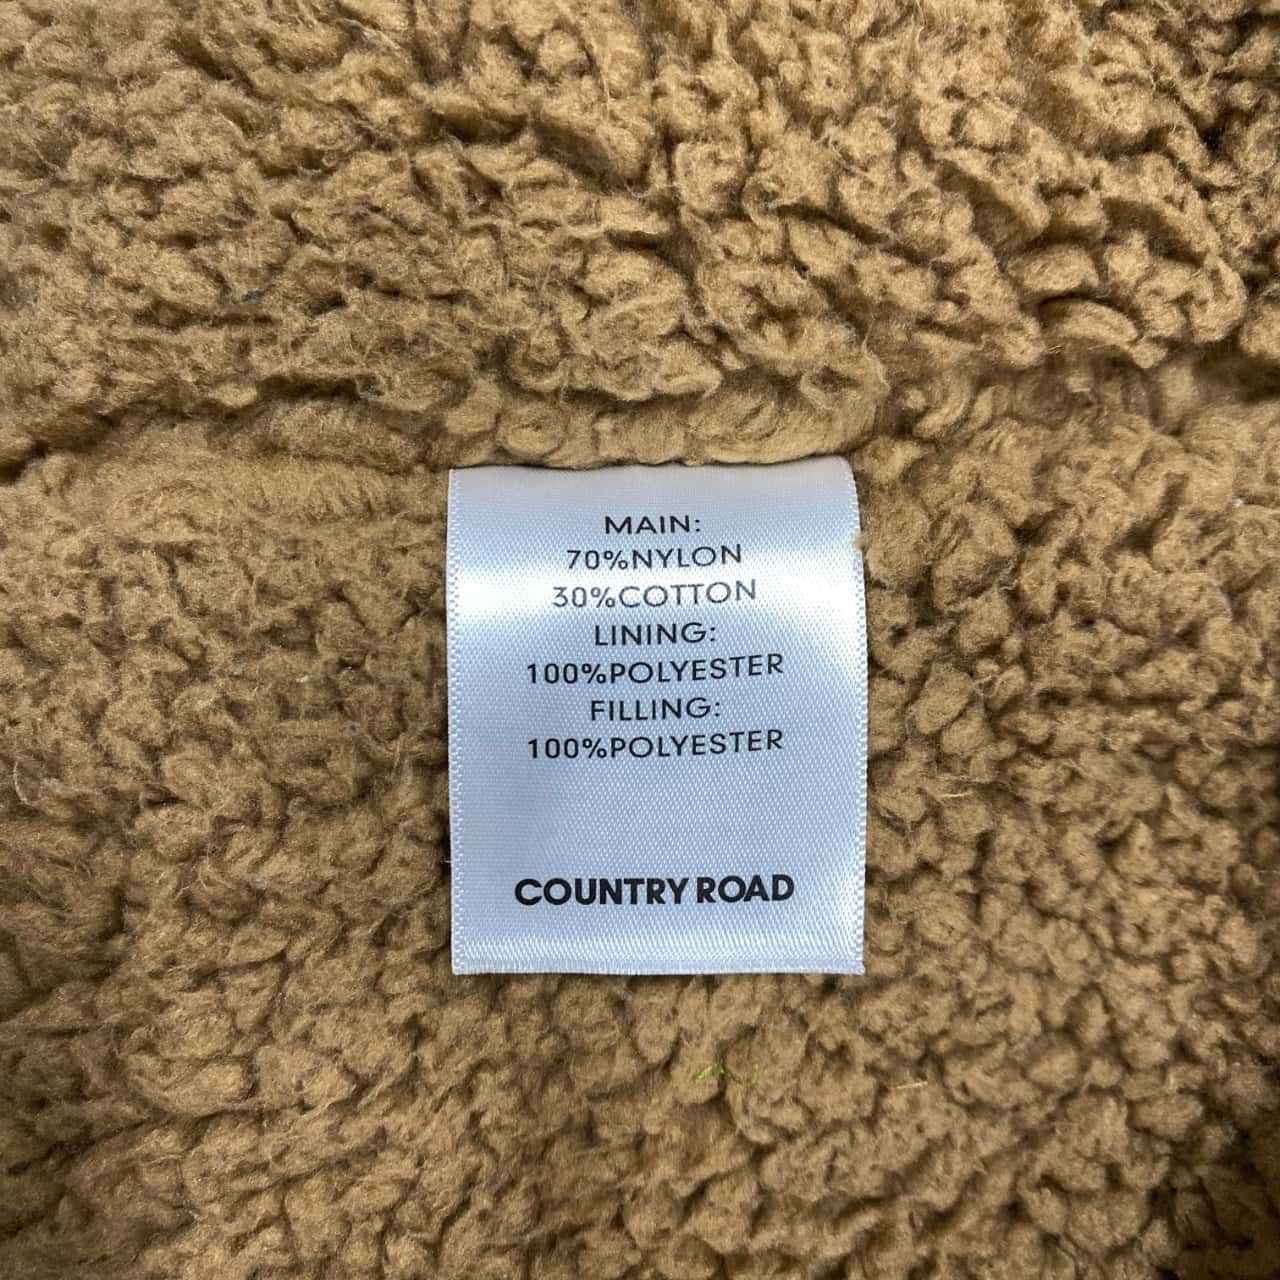 MAIN:
70%NYLON
30%COTTON
LINING:
100%POLYESTER
FILLING:
100%POLYESTER
COUNTRY ROAD